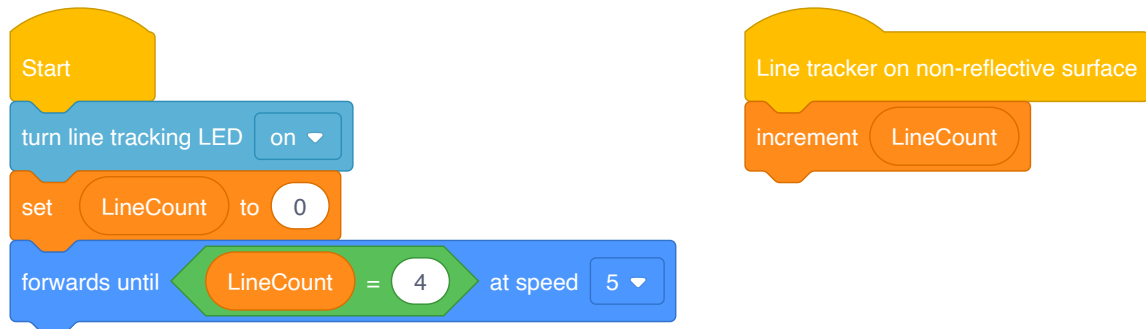 Start
turn line tracking LED on
set LineCount to 0
forwards until LineCount = 4 at speed 5
Line tracker on non-reflective surface
increment LineCount